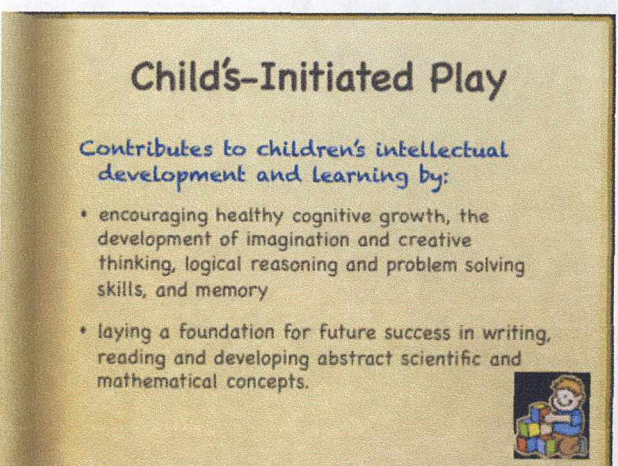 Child's-Initiated Play
Contributes to children's intellectual
development and learning by:
• encouraging healthy cognitive growth, the
development of imagination and creative
thinking, logical reasoning and problem solving
skills, and memory
• laying a foundation for future success in writing,
reading and developing abstract scientific and
mathematical concepts.